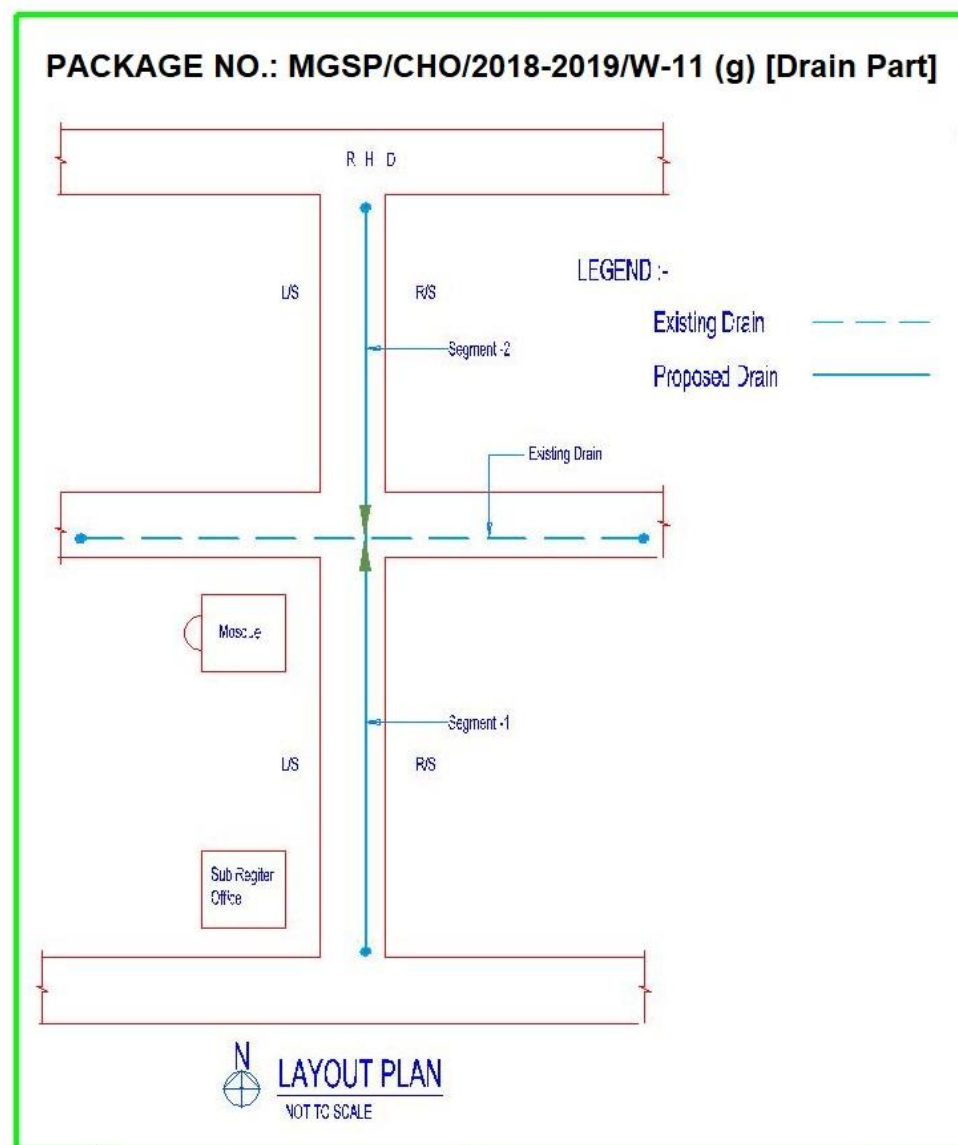 PACKAGE NO.: MGSP/CHO/2018-2019/W-11 (g) [Drain Part]
R H D
L/S
R/S
LEGEND :-
Existing Drain
Proposed Drain
Segment -2
Existing Drain
Mosque
Segment -1
L/S
R/S
Sub Regiter
Office
N
LAYOUT PLAN
NOT TO SCALE